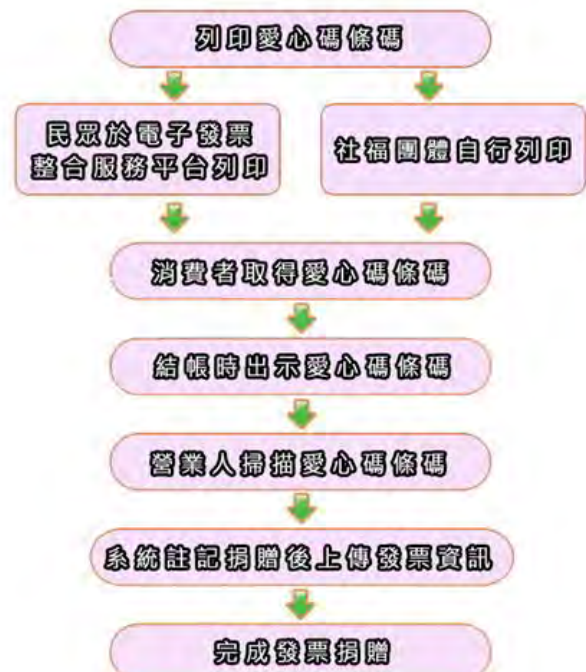 列印愛心碼條碼
民眾於電子發票
整合服務平台列印
社福團體自行列印
消費者取得愛心碼條碼
結帳時出示愛心碼條碼
營業人掃描愛心碼條碼
系統註記捐贈後上傳發票資訊
完成發票捐贈